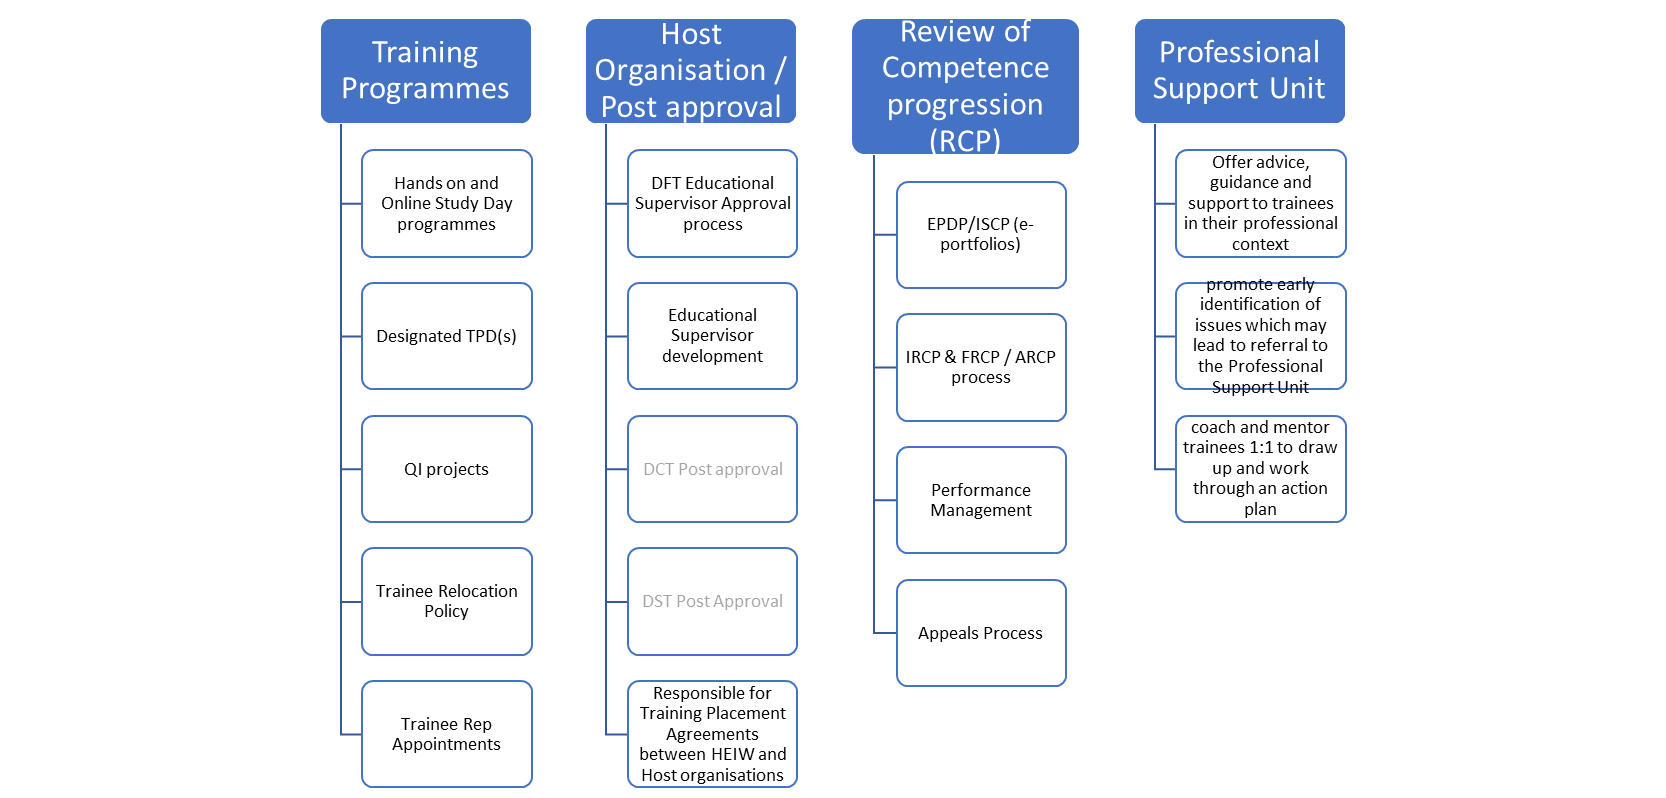 Training
Programmes
Hands on and
Online Study Day
programmes
Designated TPD(s)
QI projects
Trainee Relocation
Policy
Trainee Rep
Appointments
Host
Organisation /
Post approval
DFT Educational
Supervisor Approval
process
Educational
Supervisor
development
DCT Post approval
DST Post Approval
Responsible for
Training Placement
Agreements
between HEIW and
Host organisations
Review of
Competence
progression
(RCP)
EPDP/ISCP (e-
portfolios)
IRCP & FRCP / ARCP
process
Performance
Management
Appeals Process
Professional
Support Unit
Offer advice,
guidance and
support to trainees
in their professional
context
promote early
identification of
issues which may
lead to referral to
the Professional
Support Unit
coach and mentor
trainees 1:1 to draw
up and work
through an action
plan